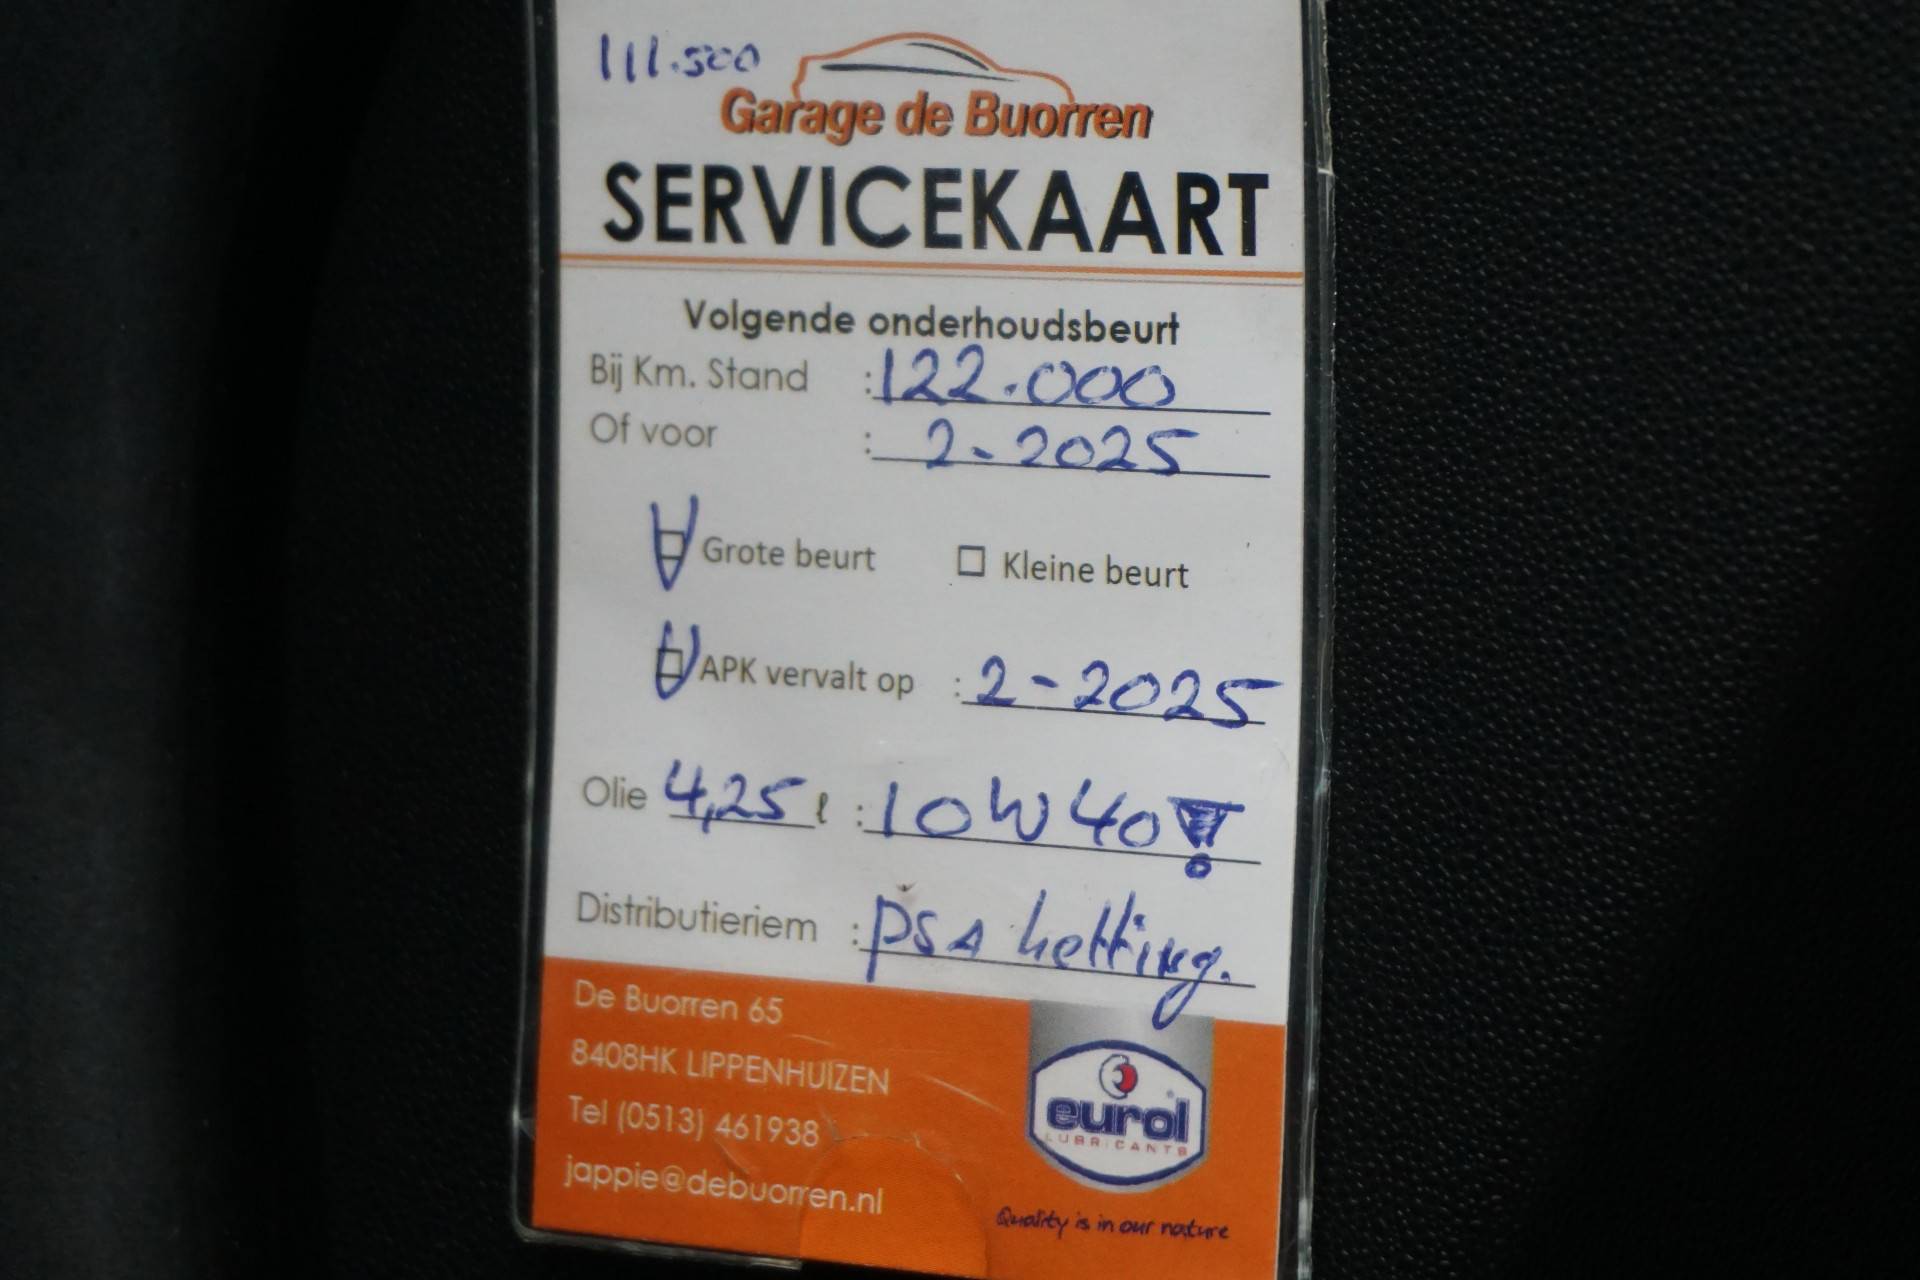 111.500
Garage de Buorren
SERVICEKAART
Volgende onderhoudsbeurt
Bij Km. Stand : 122.000
Of voor : 2-2025
Grote beurt Kleine beurt
APK vervalt op : 2-2025
Olie 4,25 l : 10W40!
Distributieriem : PSA ketting.
De Buorren 65
8408HK LIPPENHUIZEN
Tel (0513) 461938
jappie@debuorren.nl
eurol
LUBRICANTS
Quality is in our nature